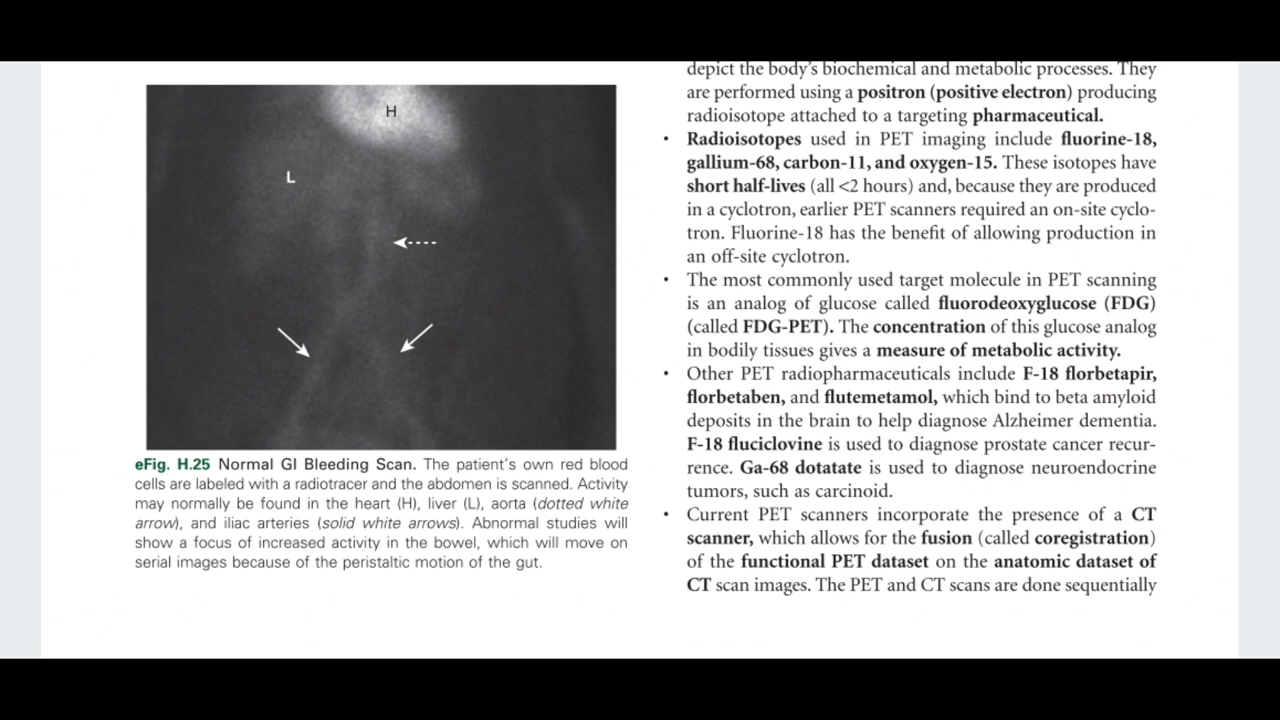 H
L
eFig. H.25 Normal GI Bleeding Scan. The patient's own red blood
cells are labeled with a radiotracer and the abdomen is scanned. Activity
may normally be found in the heart (H), liver (L), aorta (dotted white
arrow), and iliac arteries (solid white arrows). Abnormal studies will
show a focus of increased activity in the bowel, which will move on
serial images because of the peristaltic motion of the gut.
depict the body's biochemical and metabolic processes. They
are performed using a positron (positive electron) producing
radioisotope attached to a targeting pharmaceutical.
• Radioisotopes used in PET imaging include fluorine-18,
gallium-68, carbon-11, and oxygen-15. These isotopes have
short half-lives (all <2 hours) and, because they are produced
in a cyclotron, earlier PET scanners required an on-site cyclo-
tron. Fluorine-18 has the benefit of allowing production in
an off-site cyclotron.
• The most commonly used target molecule in PET scanning
is an analog of glucose called fluorodeoxyglucose (FDG)
(called FDG-PET). The concentration of this glucose analog
in bodily tissues gives a measure of metabolic activity.
• Other PET radiopharmaceuticals include F-18 florbetapir,
florbetaben, and flutemetamol, which bind to beta amyloid
deposits in the brain to help diagnose Alzheimer dementia.
F-18 fluciclovine is used to diagnose prostate cancer recur-
rence. Ga-68 dotatate is used to diagnose neuroendocrine
tumors, such as carcinoid.
• Current PET scanners incorporate the presence of a CT
scanner, which allows for the fusion (called coregistration)
of the functional PET dataset on the anatomic dataset of
CT scan images. The PET and CT scans are done sequentially